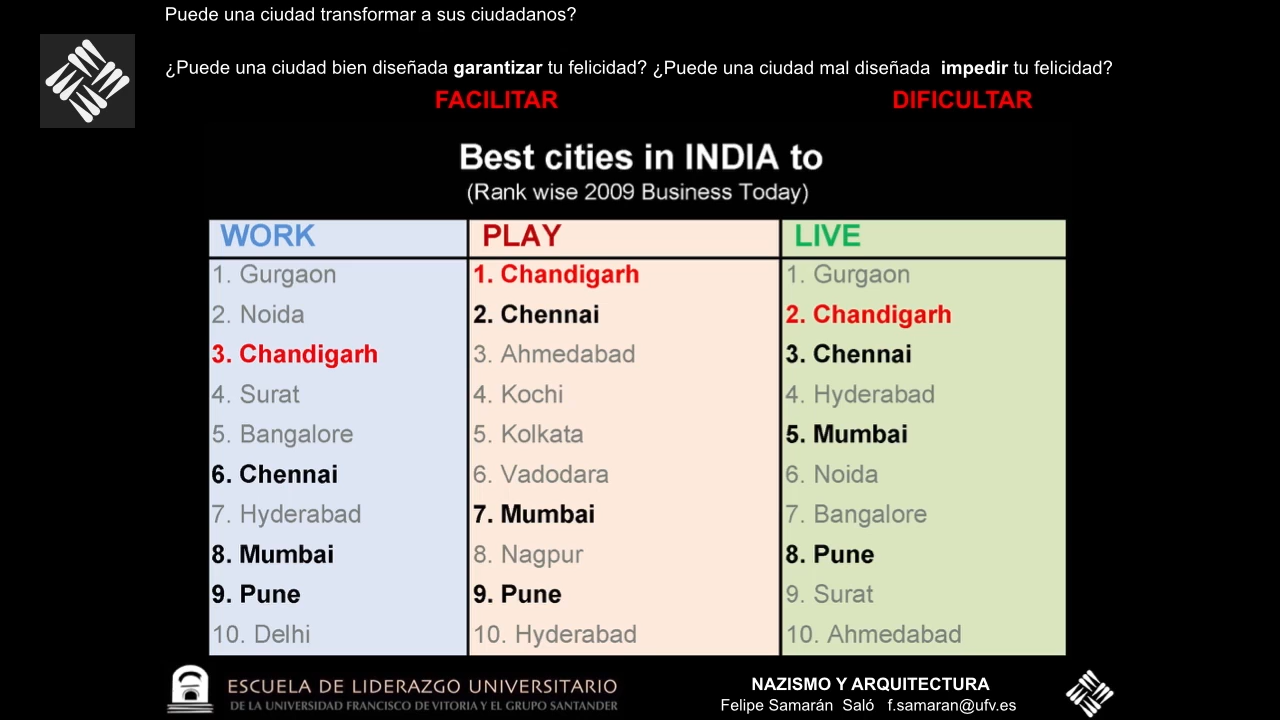 Puede una ciudad transformar a sus ciudadanos?
¿Puede una ciudad bien diseñada garantizar tu felicidad? ¿Puede una ciudad mal diseñada impedir tu felicidad?
FACILITAR DIFICULTAR
Best cities in INDIA to
(Rank wise 2009 Business Today)
WORK PLAY LIVE
1. Gurgaon 1. Chandigarh 1. Gurgaon
2. Noida 2. Chennai 2. Chandigarh
3. Chandigarh 3. Ahmedabad 3. Chennai
4. Surat 4. Kochi 4. Hyderabad
5. Bangalore 5. Kolkata 5. Mumbai
6. Chennai 6. Vadodara 6. Noida
7. Hyderabad 7. Mumbai 7. Bangalore
8. Mumbai 8. Nagpur 8. Pune
9. Pune 9. Pune 9. Surat
10. Delhi 10. Hyderabad 10. Ahmedabad
ESCUELA DE LIDERAZGO UNIVERSITARIO
DE LA UNIVERSIDAD FRANCISCO DE VITORIA Y EL GRUPO SANTANDER
NAZISMO Y ARQUITECTURA
Felipe Samarán Saló f.samaran@ufv.es